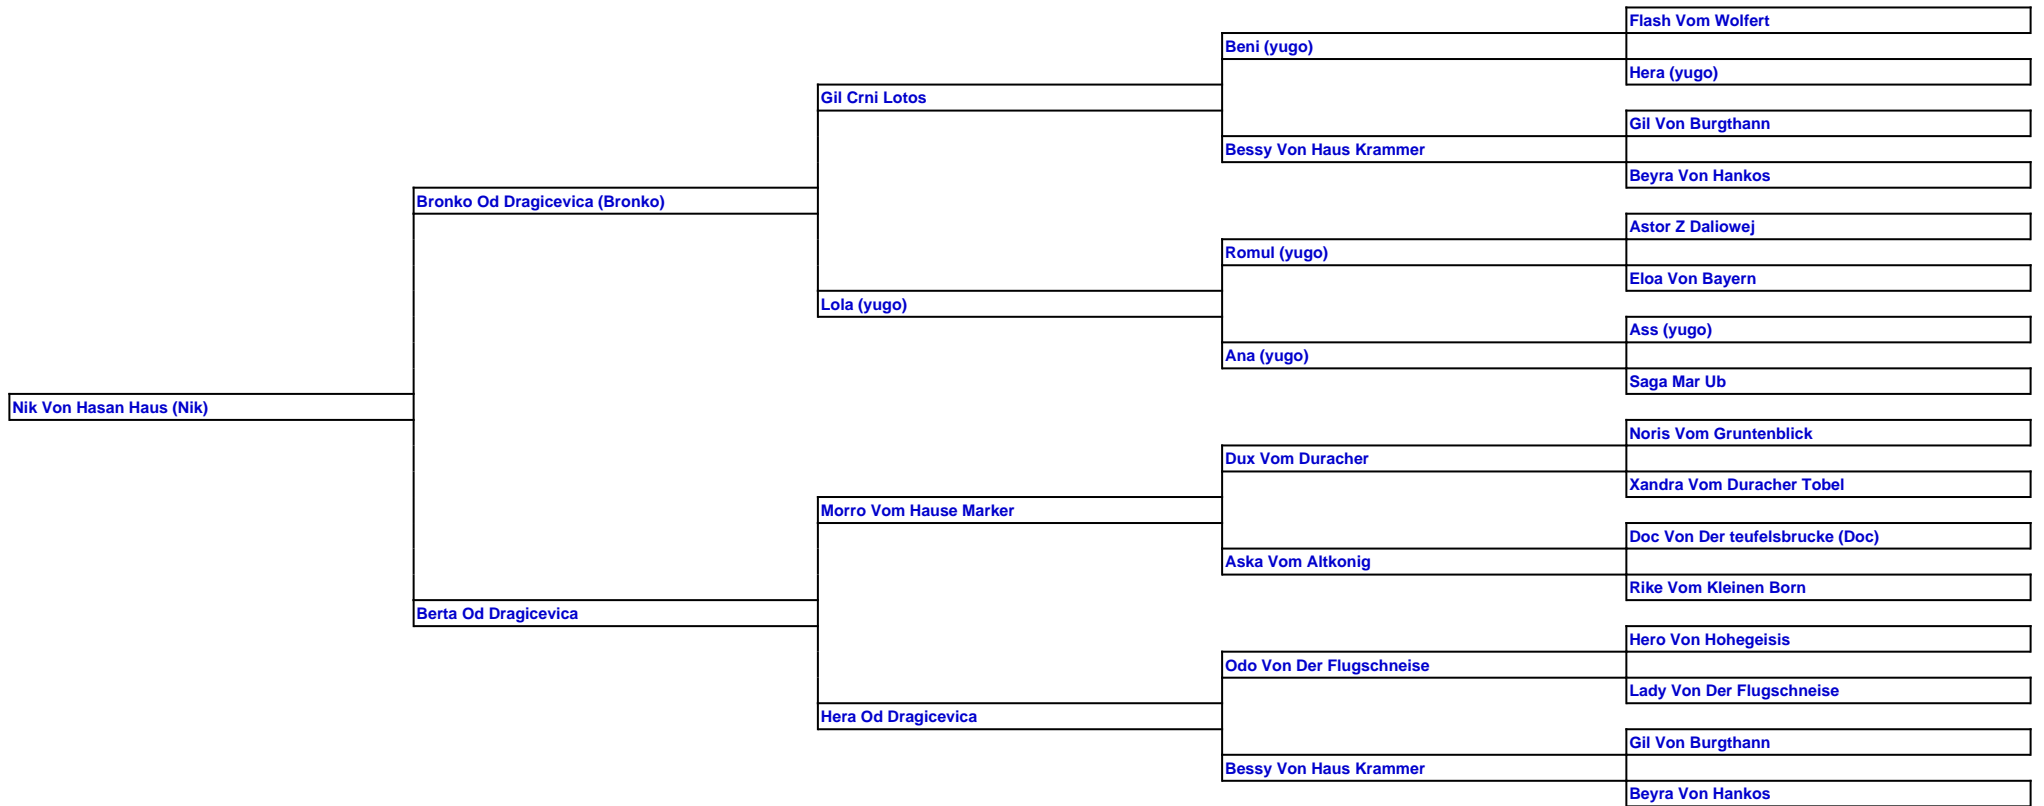 Flash Vom Wolfert
Beni (yugo)
Hera (yugo)
Gil Crni Lotos
Gil Von Burgthann
Bessy Von Haus Krammer
Beyra Von Hankos
Bronko Od Dragicevica (Bronko)
Astor Z Daliowej
Romul (yugo)
Eloa Von Bayern
Lola (yugo)
Ass (yugo)
Ana (yugo)
Saga Mar Ub
Nik Von Hasan Haus (Nik)
Noris Vom Gruntenblick
Dux Vom Duracher
Xandra Vom Duracher Tobel
Morro Vom Hause Marker
Doc Von Der teufelsbrucke (Doc)
Aska Vom Altkonig
Rike Vom Kleinen Born
Berta Od Dragicevica
Hero Von Hohegeisis
Odo Von Der Flugschneise
Lady Von Der Flugschneise
Hera Od Dragicevica
Gil Von Burgthann
Bessy Von Haus Krammer
Beyra Von Hankos